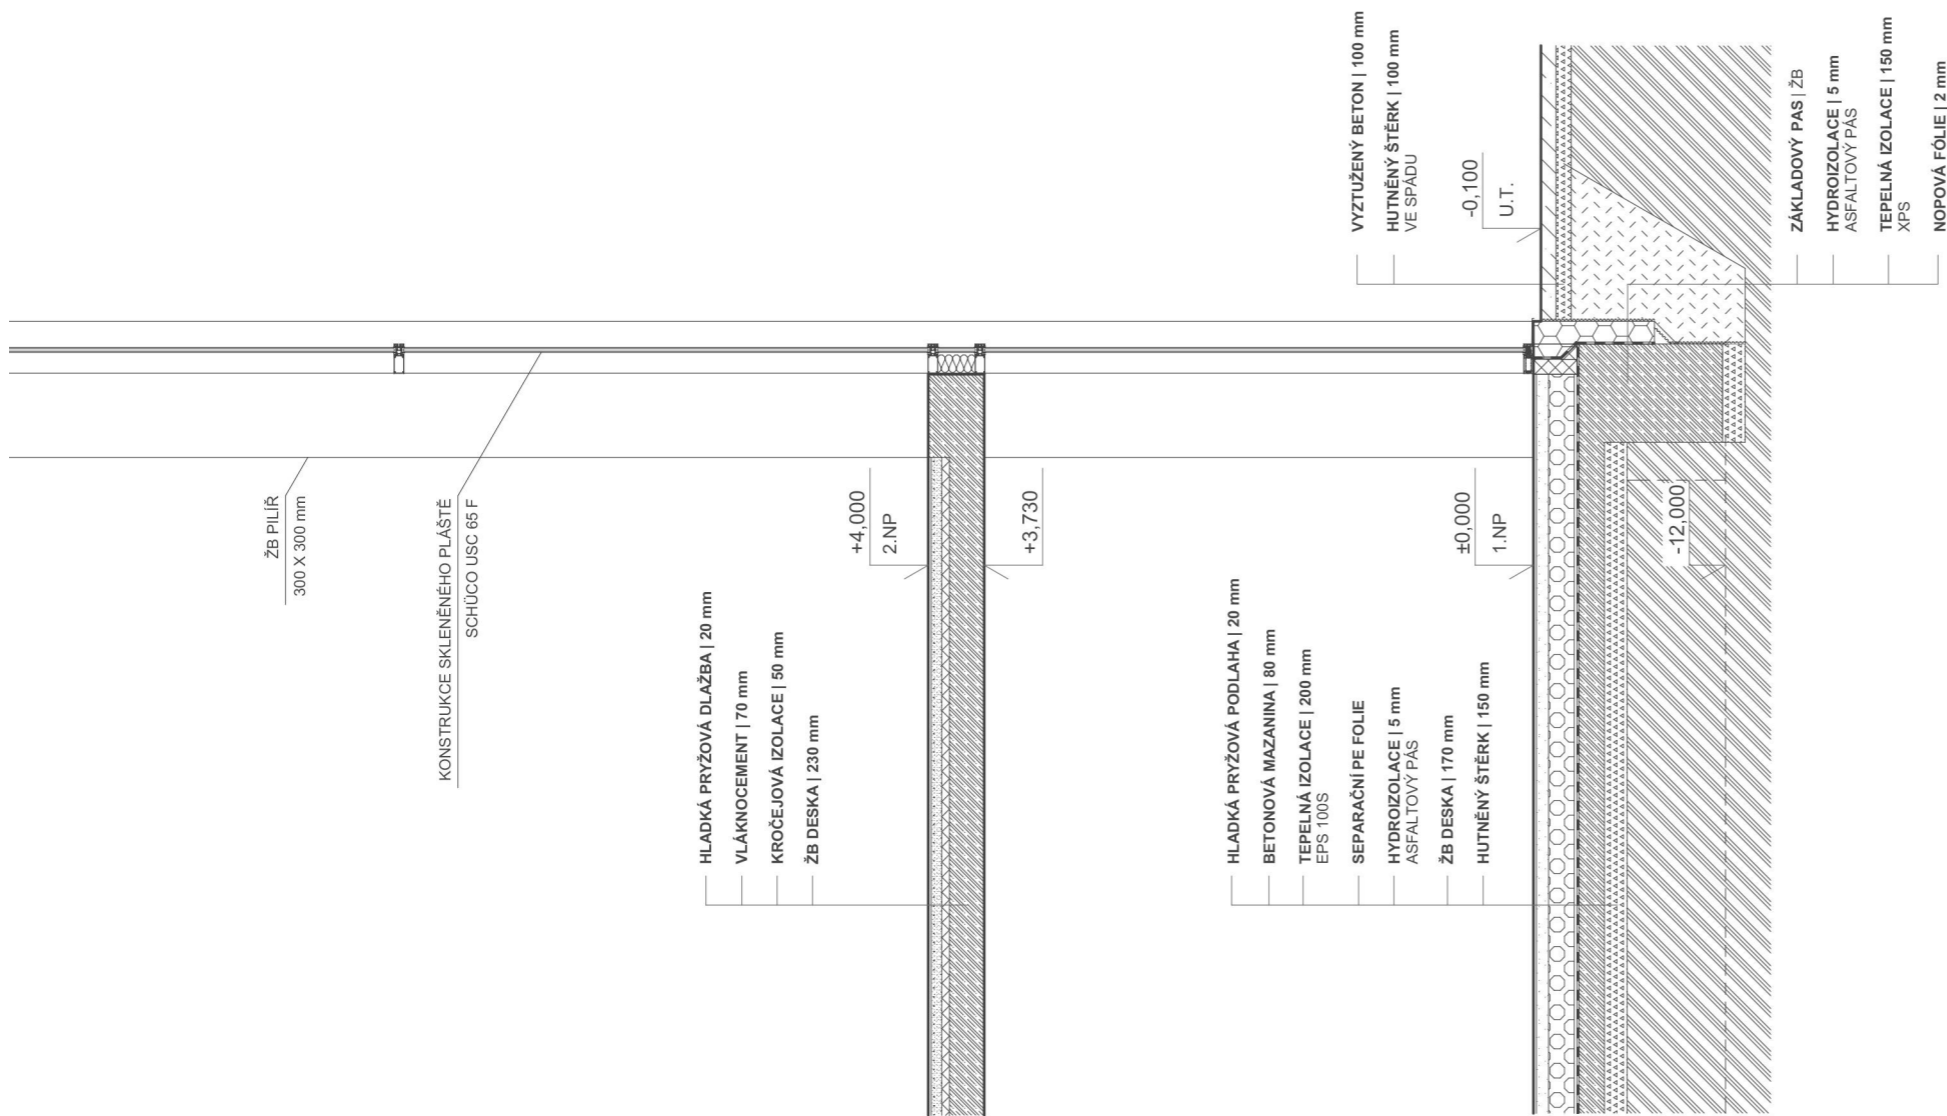 ŽB PILÍŘ
300 X 300 mm
KONSTRUKCE SKLENĚNÉHO PLÁŠTĚ
SCHÜCO USC 65 F
HLADKÁ PRYŽOVÁ DLAŽBA | 20 mm
VLÁKNOCEMENT | 70 mm
KROČEJOVÁ IZOLACE | 50 mm
ŽB DESKA | 230 mm
+4,000
2.NP
+3,730
HLADKÁ PRYŽOVÁ PODLAHA | 20 mm
BETONOVÁ MAZANINA | 80 mm
TEPELNÁ IZOLACE | 200 mm
EPS 100S
SEPARAČNÍ PE FOLIE
HYDROIZOLACE | 5 mm
ASFALTOVÝ PÁS
ŽB DESKA | 170 mm
HUTNĚNÝ ŠTĚRK | 150 mm
±0,000
1.NP
-12,000
VYZTUŽENÝ BETON | 100 mm
HUTNĚNÝ ŠTĚRK | 100 mm
VE SPÁDU
-0,100
U.T.
ZÁKLADOVÝ PAS | ŽB
HYDROIZOLACE | 5 mm
ASFALTOVÝ PÁS
TEPELNÁ IZOLACE | 150 mm
XPS
NOPOVÁ FÓLIE | 2 mm